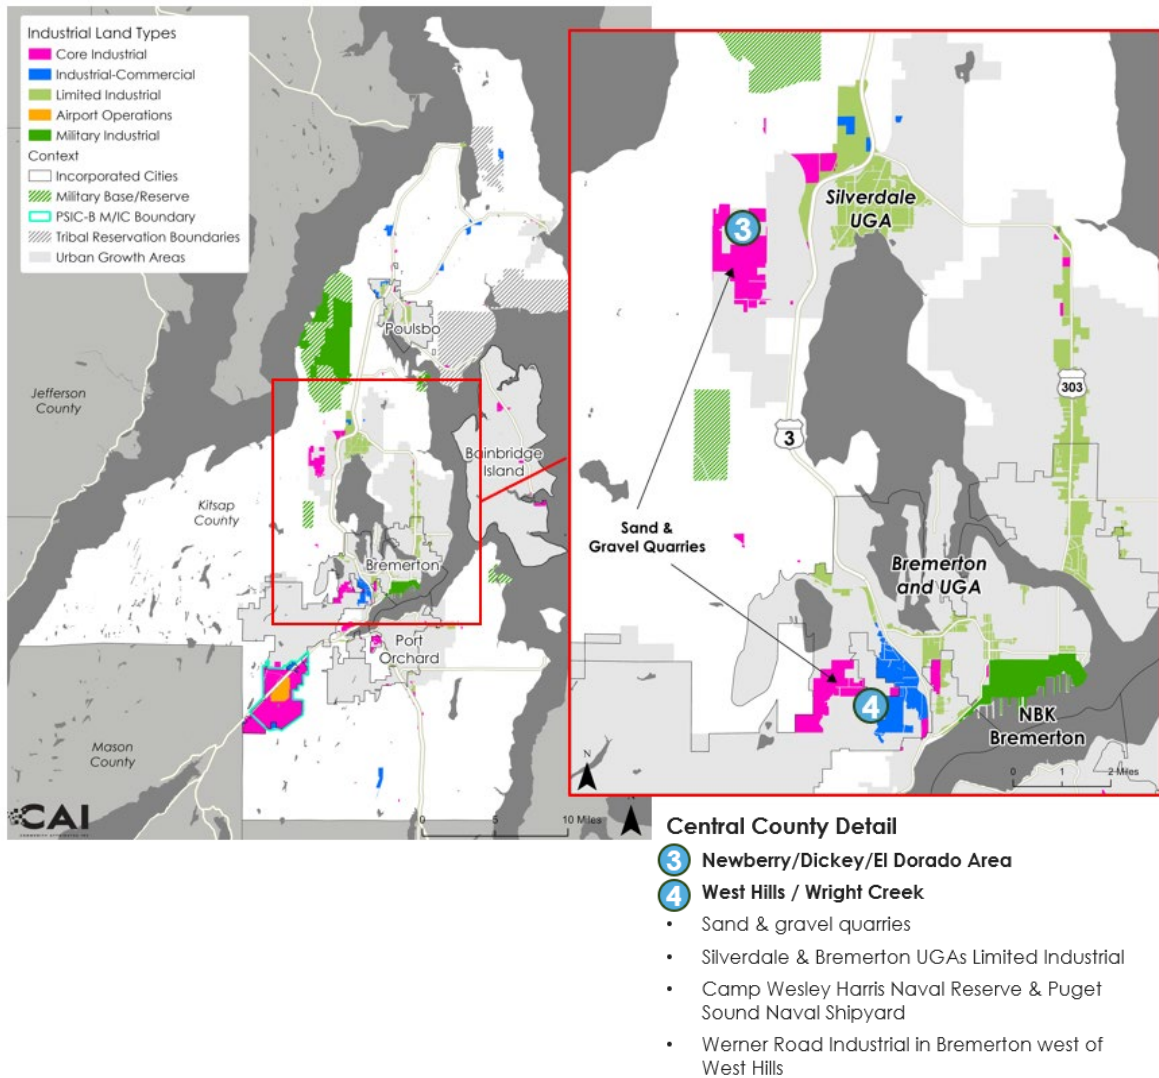 Industrial Land Types
Core Industrial
Industrial-Commercial
Limited Industrial
Airport Operations
Military Industrial
Context
Incorporated Cities
Military Base/Reserve
PSIC-B M/IC Boundary
Tribal Reservation Boundaries
Urban Growth Areas
Poulsbo
Jefferson
County
Bainbridge
Island
Kitsap
County
Bremerton
Port
Orchard
Mason
County
CAI
0 5 10 Miles
N
3
Silverdale
UGA
303
3
Sand &
Gravel Quarries
Bremerton
and UGA
4
NBK
Bremerton
N
0 1 2 Miles
Central County Detail
3 Newberry/Dickey/El Dorado Area
4 West Hills / Wright Creek
• Sand & gravel quarries
• Silverdale & Bremerton UGAs Limited Industrial
• Camp Wesley Harris Naval Reserve & Puget
Sound Naval Shipyard
• Werner Road Industrial in Bremerton west of
West Hills